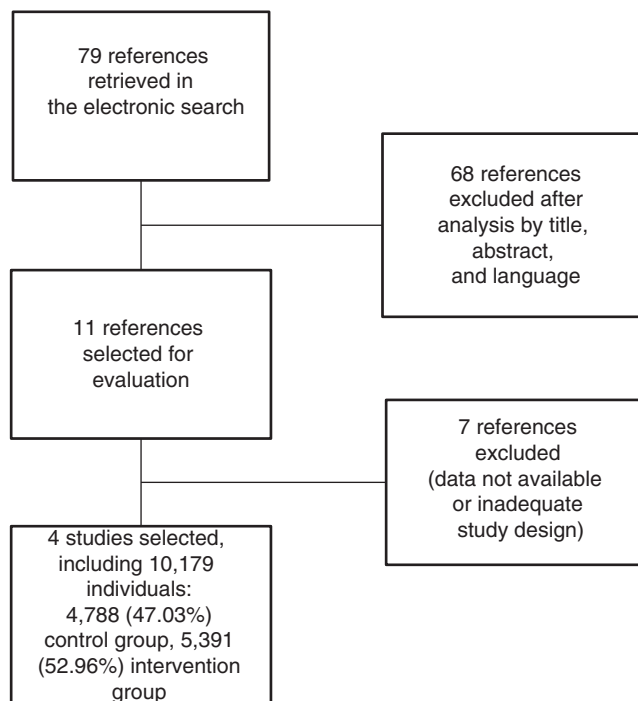 79 references
retrieved in
the electronic search
68 references
excluded after
analysis by title,
abstract,
and language
11 references
selected for
evaluation
7 references
excluded
(data not available
or inadequate
study design)
4 studies selected,
including 10,179
individuals:
4,788 (47.03%)
control group, 5,391
(52.96%) intervention
group